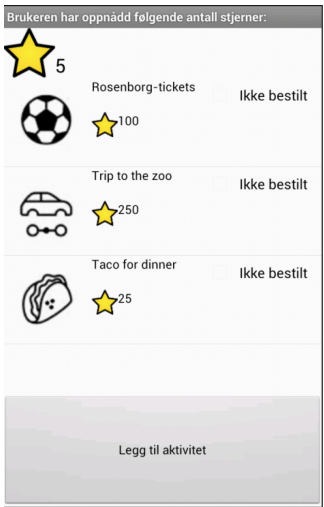 Brukeren har oppnådd følgende antall stjerner:
5
Rosenborg-tickets
Ikke bestilt
100
Trip to the zoo
Ikke bestilt
250
Taco for dinner
Ikke bestilt
25
Legg til aktivitet